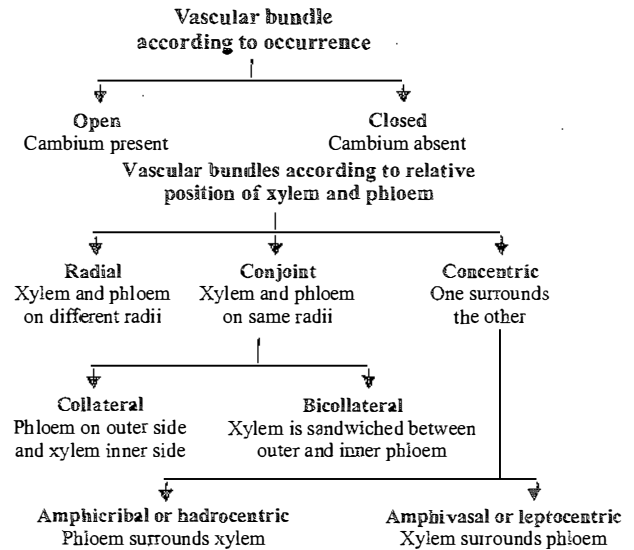 Vascular bundle
according to occurrence
Open
Cambium present
Closed
Cambium absent
Vascular bundles according to relative
position of xylem and phloem
Radial
Xylem and phloem
on different radii
Conjoint
Xylem and phloem
on same radii
Concentric
One surrounds
the other
Collateral
Phloem on outer side
and xylem inner side
Bicollateral
Xylem is sandwiched between
outer and inner phloem
Amphicribal or hadrocentric
Phloem surrounds xylem
Amphivasal or leptocentric
Xylem surrounds phloem